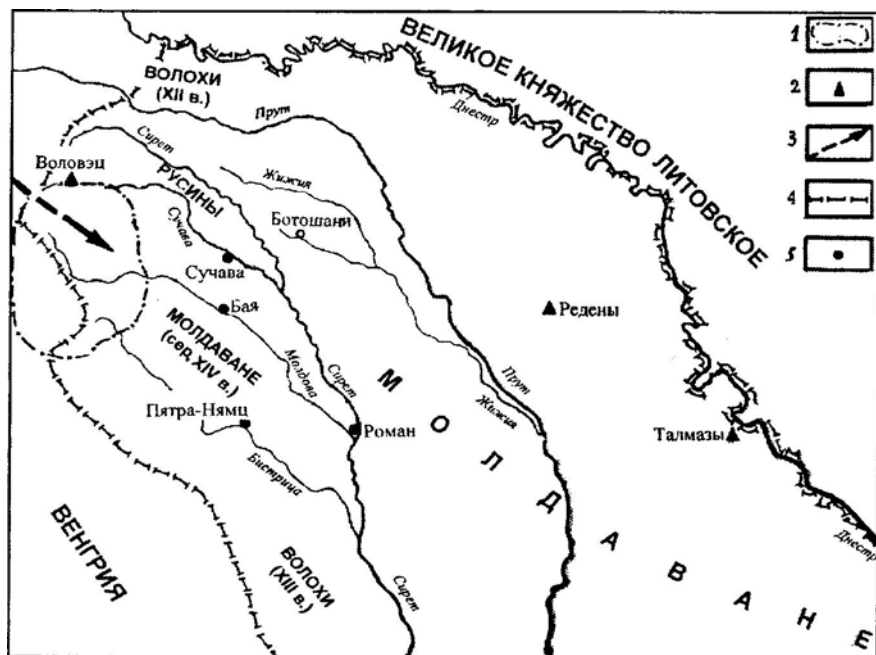 ВЕЛИКОЕ КНЯЖЕСТВО ЛИТОВСКОЕ
1
2
3
4
5
ВОЛОХИ
(XII в.)
Прут
Днестр
Сирет
Воловэц
РУСИНЫ
Жижия
Ботошани
Сучава
Сучава
Бая
Редены
МОЛДАВАНЕ
(сер. XIV в.)
Молдова
Сирет
Прут
Жижия
Пятра-Нямц
Роман
Талмазы
Бистрица
МОЛДАВАНЕ
ВЕНГРИЯ
ВОЛОХИ
(XIII в.)
Сирет
Днестр